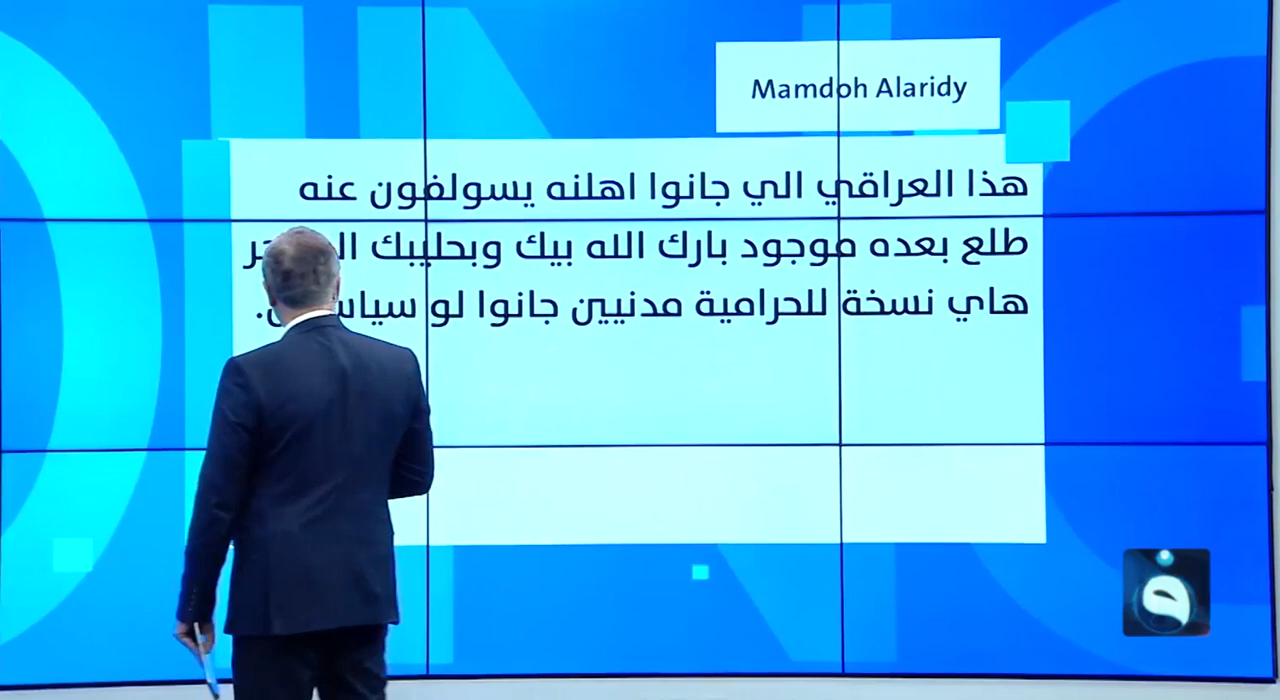 Mamdoh Alaridy
هذا العراقي الي جانوا اهلنه يسولفون عنه
طلع بعده موجود بارك الله بيك وبحليبك
هاي نسخة للحرامية مدنيين جانوا لو